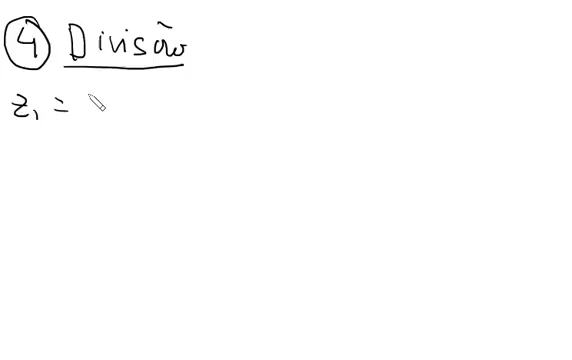 ④ Divisão
z₁ =